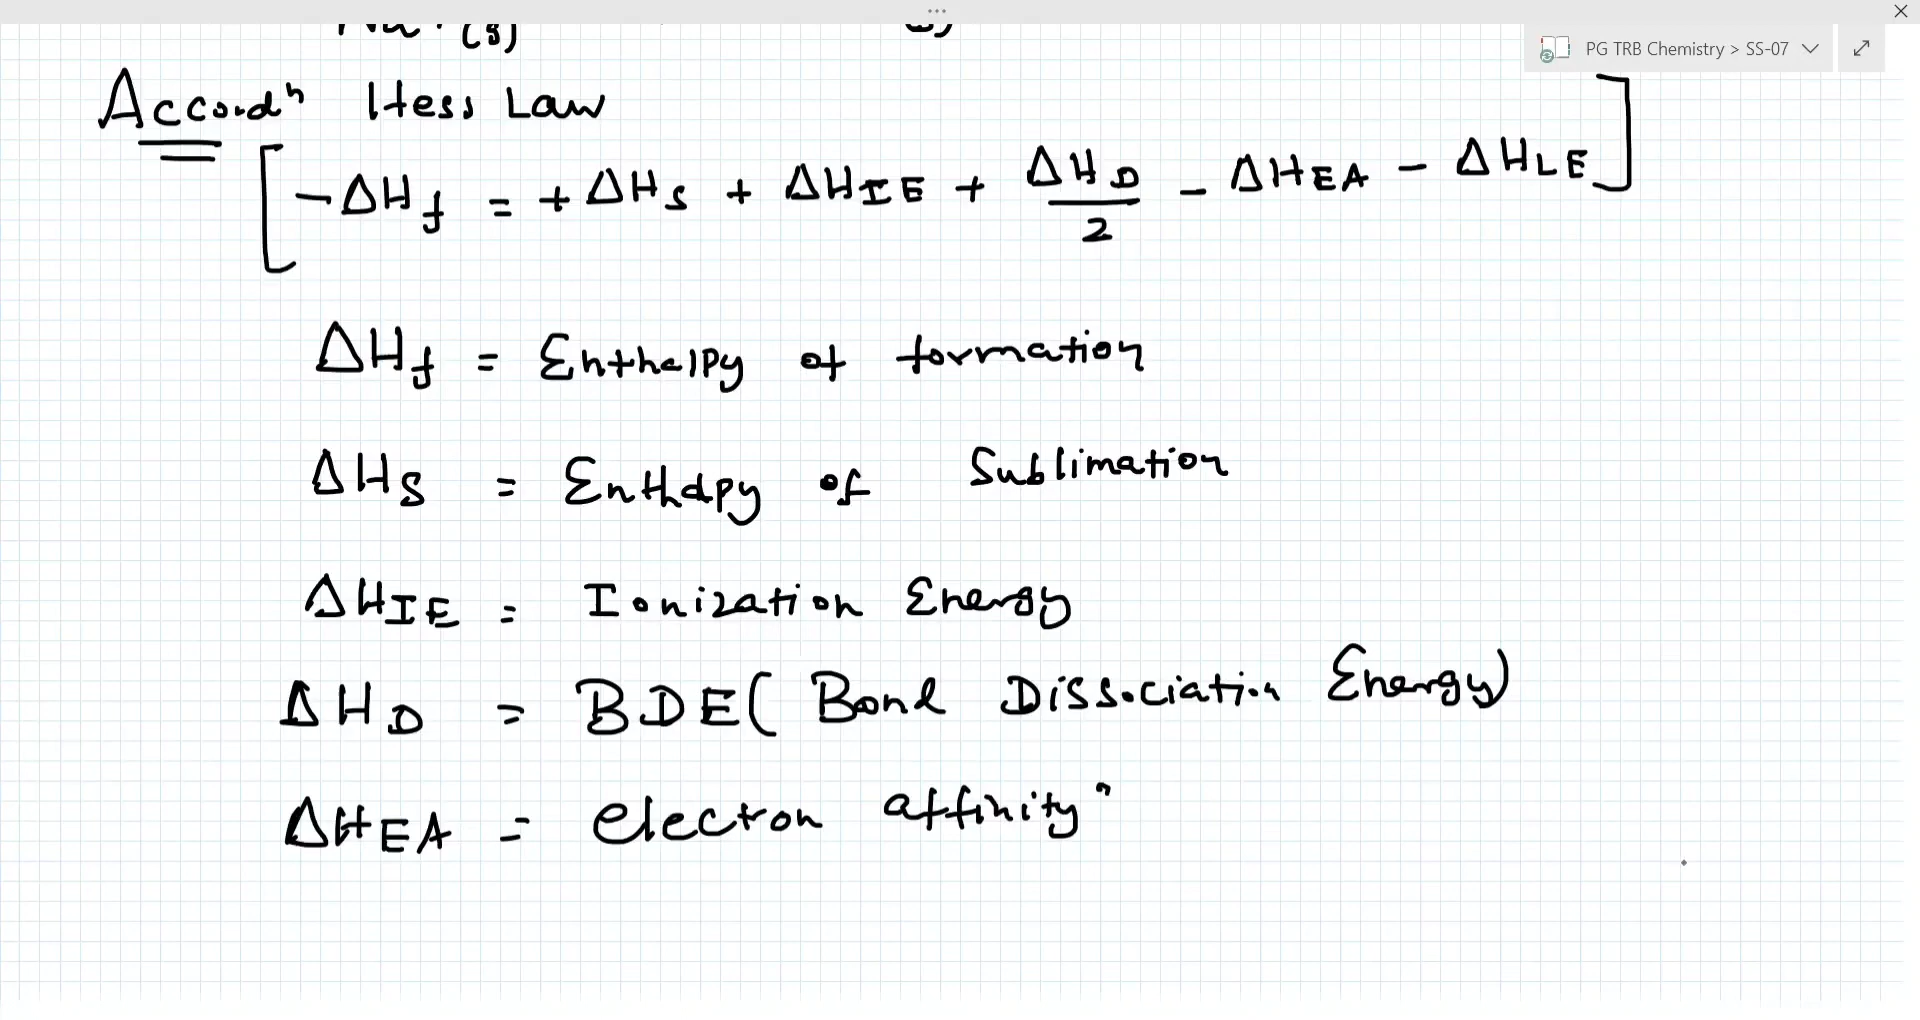 PG TRB Chemistry > SS-07
Accordⁿ Hess Law
[-ΔHf = +ΔHS + ΔHIE + ΔHD/2 - ΔHEA - ΔHLE]
ΔHf = Enthalpy of formation
ΔHS = Enthalpy of Sublimation
ΔHIE = Ionization Energy
ΔHD = BDE( Bond Dissociation Energy)
ΔHEA = electron affinity"